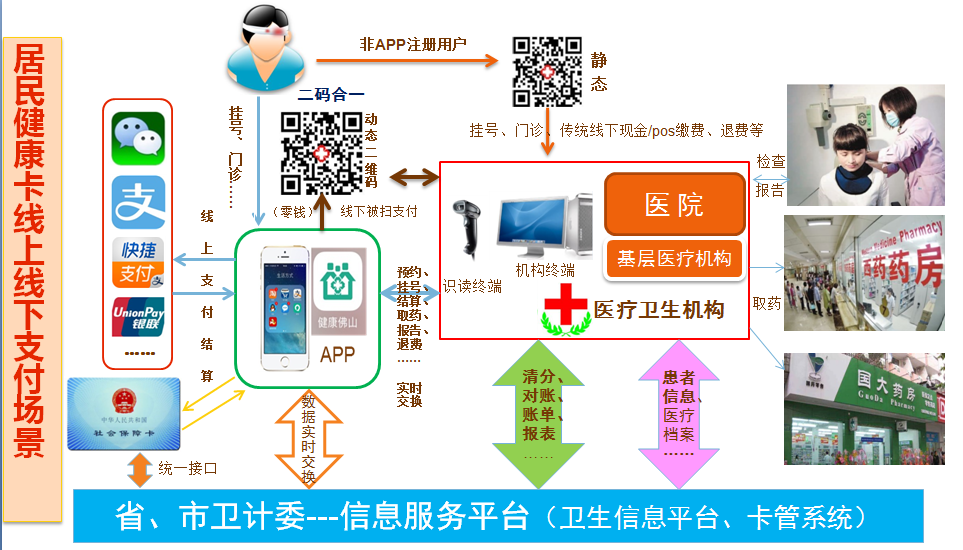 居民健康卡线上线下支付场景
非APP注册用户
静态
二码合一
动态二维码
挂号、门诊……
挂号、门诊、传统线下现金/pos缴费、退费等
（零钱）
线下被扫支付
线上支付结算
支
快捷
支付
UnionPay
银联
……
健康佛山
APP
预约、
挂号、
结算、
取药、
报告、
退费
……
实时
交换
识读终端
机构终端
医院
基层医疗机构
医疗卫生机构
检查
报告
取药
Medicine Pharmacy
西药药房
国大药房
GuoDa Pharmacy
中华人民共和国
社会保障卡
统一接口
数据实时交换
清分、
对账、
账单、
报表
……
患者
信息、
医疗
档案
……
省、市卫计委---信息服务平台（卫生信息平台、卡管系统）